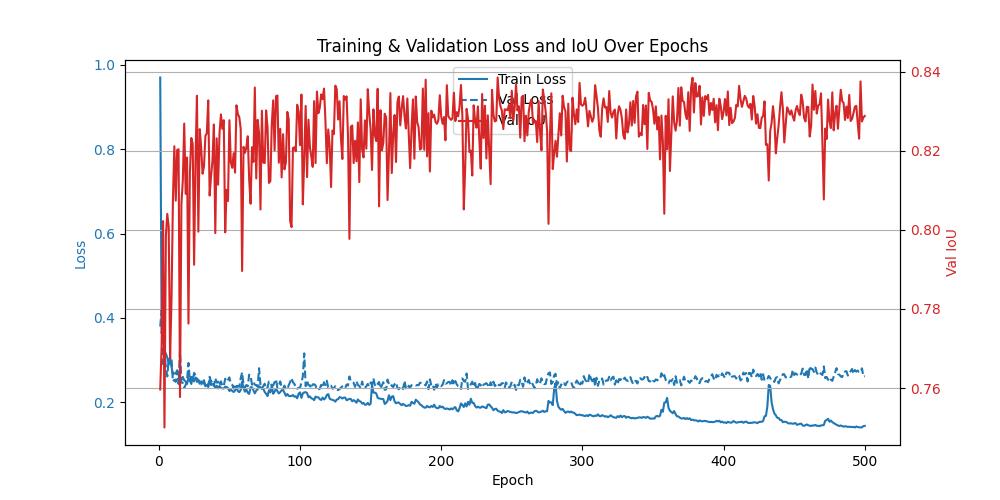 Training & Validation Loss and IoU Over Epochs
Train Loss
Val Loss
Val IoU
1.0
0.8
0.6
0.4
0.2
Loss
0.84
0.82
0.80
0.78
0.76
Val IoU
0
100
200
300
400
500
Epoch